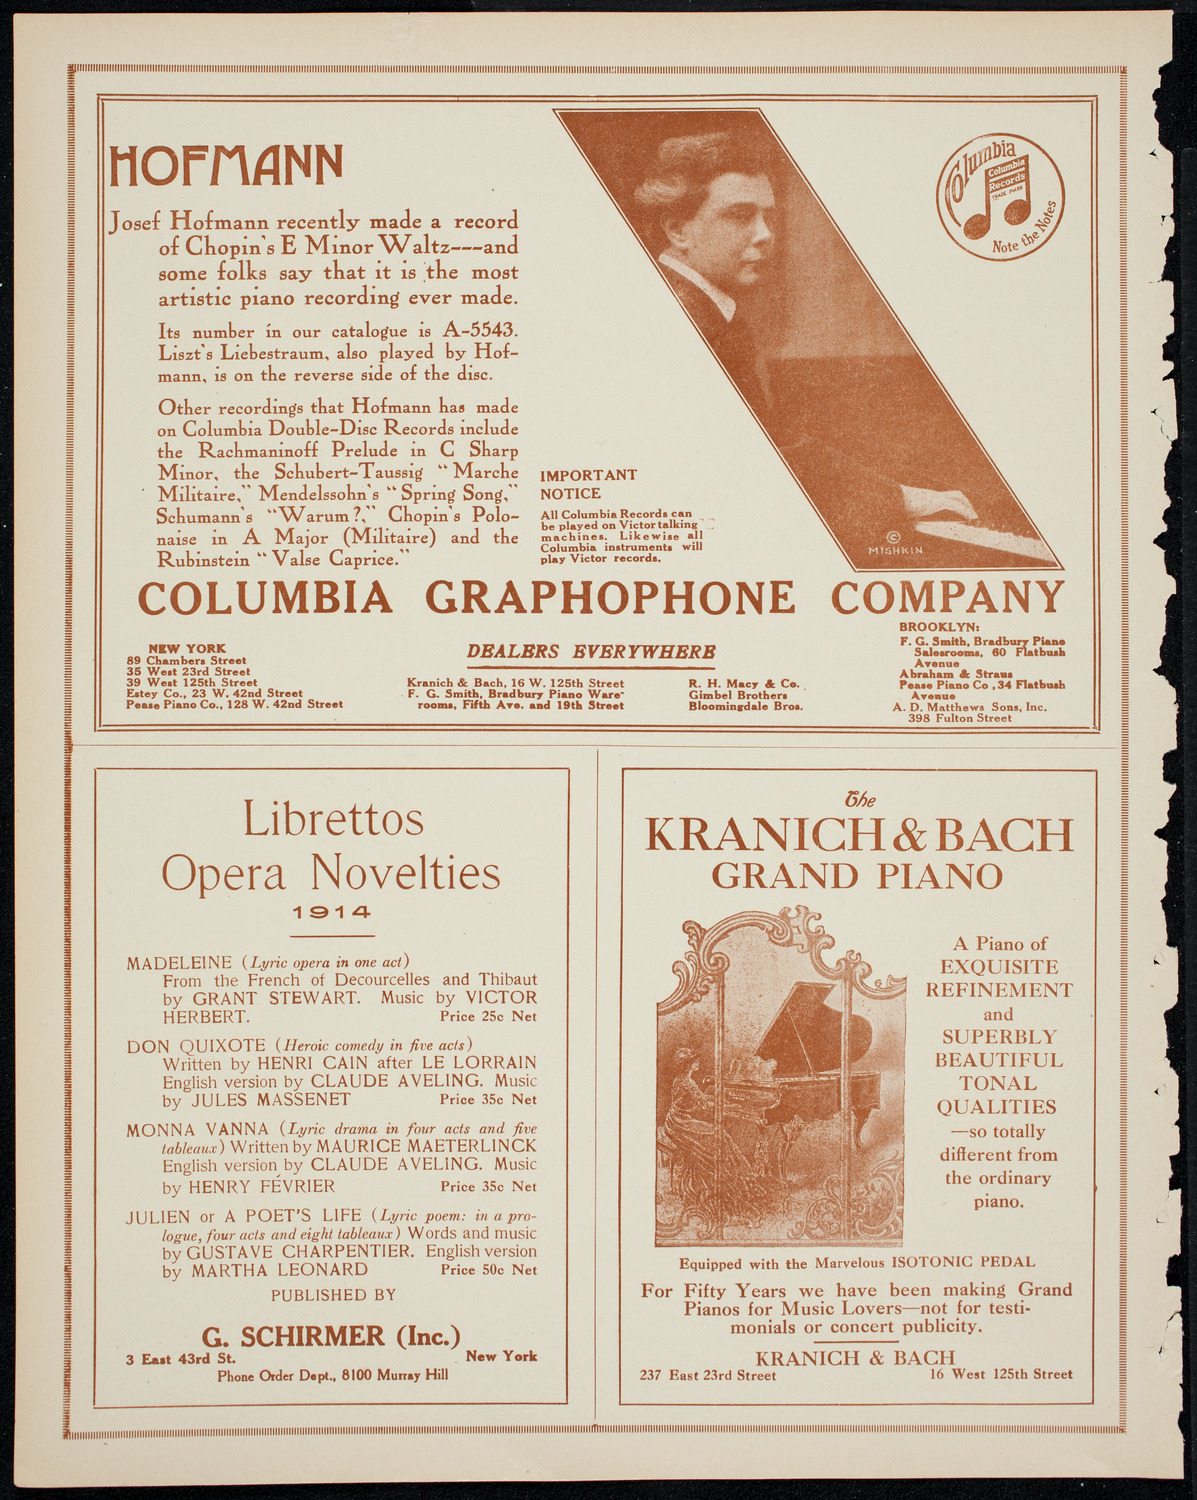 HOFMANN
Josef Hofmann recently made a record
of Chopin's E Minor Waltz---and
some folks say that it is the most
artistic piano recording ever made.
Its number in our catalogue is A-5543.
Liszt's Liebestraum, also played by Hof-
mann, is on the reverse side of the disc.
Other recordings that Hofmann has made
on Columbia Double-Disc Records include
the Rachmaninoff Prelude in C Sharp
Minor, the Schubert-Taussig "Marche
Militaire," Mendelssohn's "Spring Song,"
Schumann's "Warum?," Chopin's Polo-
naise in A Major (Militaire) and the
Rubinstein "Valse Caprice."
IMPORTANT
NOTICE
All Columbia Records can
be played on Victor talking
machines. Likewise all
Columbia instruments will
play Victor records.
©
MISHKIN
Columbia
Columbia
Records
TRADE MARK
Note the Notes
COLUMBIA GRAPHOPHONE COMPANY
NEW YORK
89 Chambers Street
35 West 23rd Street
39 West 125th Street
Estey Co., 23 W. 42nd Street
Pease Piano Co., 128 W. 42nd Street
DEALERS EVERYWHERE
Kranich & Bach, 16 W. 125th Street
F. G. Smith, Bradbury Piano Ware-
rooms, Fifth Ave. and 19th Street
R. H. Macy & Co.
Gimbel Brothers
Bloomingdale Bros.
BROOKLYN:
F. G. Smith, Bradbury Piano
Salesrooms, 60 Flatbush
Avenue
Abraham & Straus
Pease Piano Co., 34 Flatbush
Avenue
A. D. Matthews Sons, Inc.
398 Fulton Street
Librettos
Opera Novelties
1914
MADELEINE (Lyric opera in one act)
From the French of Decourcelles and Thibaut
by GRANT STEWART. Music by VICTOR
HERBERT. Price 25c Net
DON QUIXOTE (Heroic comedy in five acts)
Written by HENRI CAIN after LE LORRAIN
English version by CLAUDE AVELING. Music
by JULES MASSENET Price 35c Net
MONNA VANNA (Lyric drama in four acts and five
tableaux) Written by MAURICE MAETERLINCK
English version by CLAUDE AVELING. Music
by HENRY FÉVRIER Price 35c Net
JULIEN or A POET'S LIFE (Lyric poem: in a pro-
logue, four acts and eight tableaux) Words and music
by GUSTAVE CHARPENTIER. English version
by MARTHA LEONARD Price 50c Net
PUBLISHED BY
G. SCHIRMER (Inc.)
3 East 43rd St. New York
Phone Order Dept., 8100 Murray Hill
The
KRANICH & BACH
GRAND PIANO
A Piano of
EXQUISITE
REFINEMENT
and
SUPERBLY
BEAUTIFUL
TONAL
QUALITIES
—so totally
different from
the ordinary
piano.
Equipped with the Marvelous ISOTONIC PEDAL
For Fifty Years we have been making Grand
Pianos for Music Lovers—not for testi-
monials or concert publicity.
KRANICH & BACH
237 East 23rd Street 16 West 125th Street